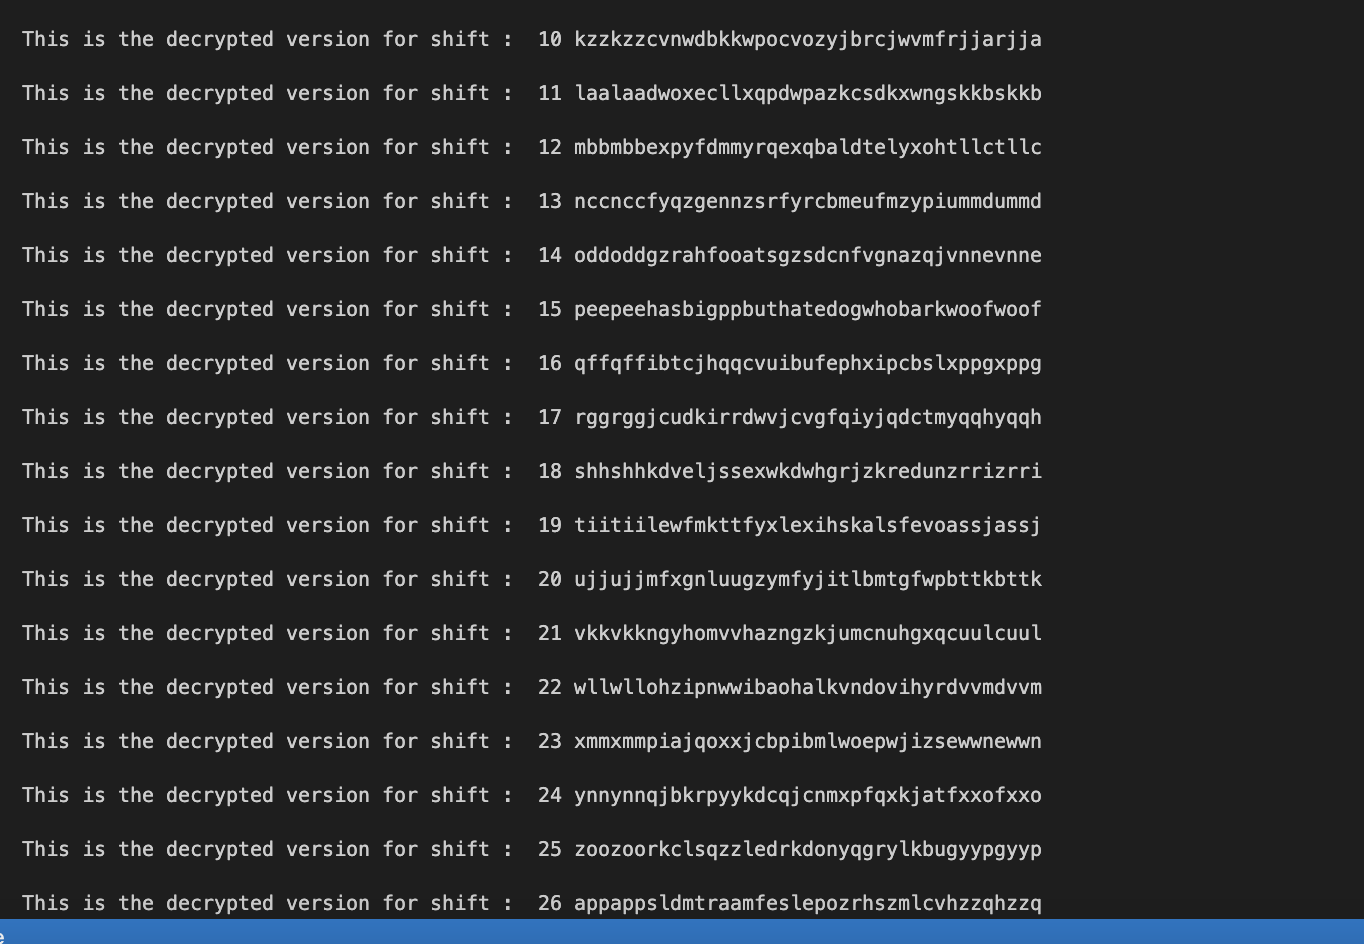 This is the decrypted version for shift :  10 kzzkzzcvnwdbkkwpocvozyjbrcjwvmfrjjarjja
This is the decrypted version for shift :  11 laalaadwoxecllxqpdwpazkcsdkxwngskkbskkb
This is the decrypted version for shift :  12 mbbmbbexpyfdmmyrqexqbaldtelyxohtllctllc
This is the decrypted version for shift :  13 nccnccfyqzgennzsrfyrcbmeufmzypiummdummd
This is the decrypted version for shift :  14 oddoddgzrahfooatsgzsdcnfvgnazqjvnnevnne
This is the decrypted version for shift :  15 peepeehasbigppbuthatedogwhobarkwoofwoof
This is the decrypted version for shift :  16 qffqffibtcjhqqcvuibufephxipcbslxppgxppg
This is the decrypted version for shift :  17 rggrggjcudkirrdwvjcvgfqiyjqdctmyqqhyqqh
This is the decrypted version for shift :  18 shhshhkdveljssexwkdwhgrjzkredunzrrizrri
This is the decrypted version for shift :  19 tiitiilewfmkttfyxlexihskalsfevoassjassj
This is the decrypted version for shift :  20 ujjujjmfxgnluugzymfyjitlbmtgfwpbttkbttk
This is the decrypted version for shift :  21 vkkvkkngyhomvvhazngzkjumcnuhgxqcuulcuul
This is the decrypted version for shift :  22 wllwllohzipnwwibaohalkvndovihyrdvvmdvvm
This is the decrypted version for shift :  23 xmmxmmpiajqoxxjcbpibmlwoepwjizsewwnewwn
This is the decrypted version for shift :  24 ynnynnqjbkrpyykdcqjcnmxpfqxkjatfxxofxxo
This is the decrypted version for shift :  25 zoozoorkclsqzzledrkdonyqgrylkbugyypgyyp
This is the decrypted version for shift :  26 appappsldmtraamfeslepozrhszmlcvhzzqhzzq